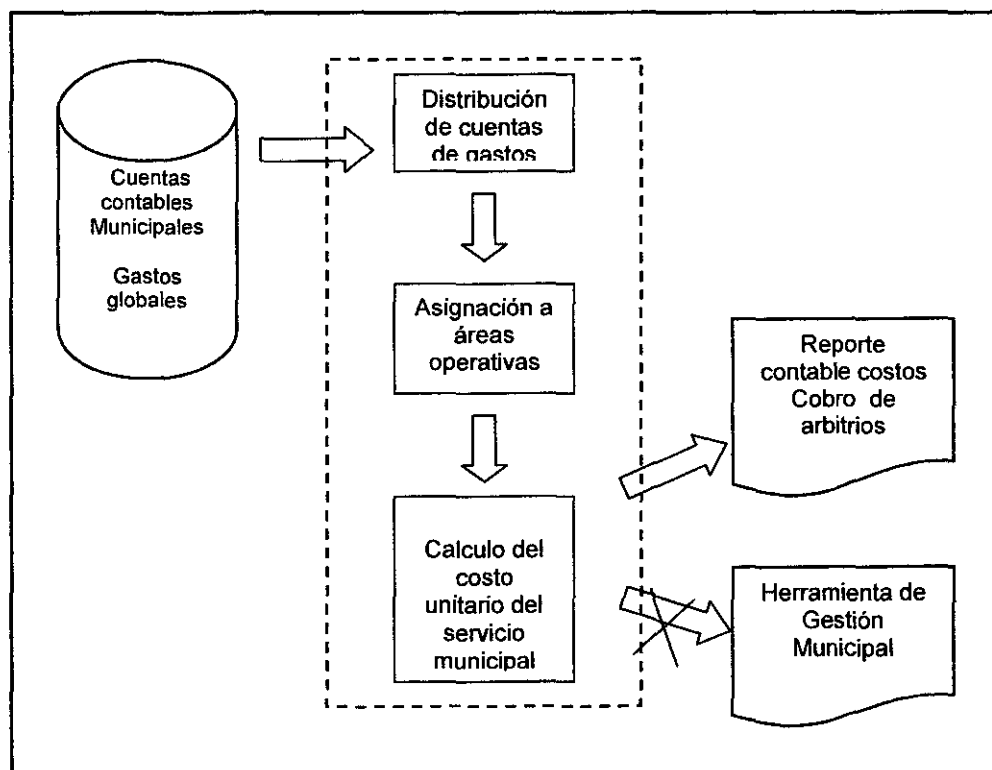 Cuentas
contables
Municipales
Gastos
globales
Distribución
de cuentas
de gastos
Asignación a
áreas
operativas
Calculo del
costo
unitario del
servicio
municipal
Reporte
contable costos
Cobro de
arbitrios
Herramienta de
Gestión
Municipal